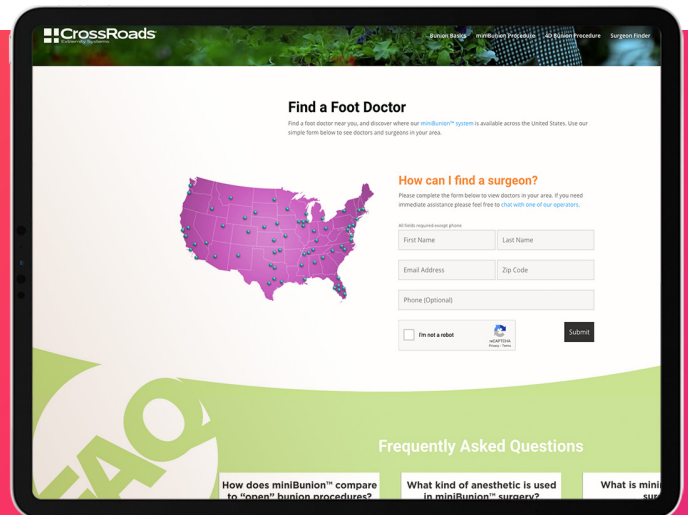 CrossRoads
Extremity Systems
Bunion Basics
miniBunion Procedure
4D Bunion Procedure
Surgeon Finder
Find a Foot Doctor
Find a foot doctor near you, and discover where our miniBunion™ system is available across the United States. Use our
simple form below to see doctors and surgeons in your area.
How can I find a surgeon?
Please complete the form below to view doctors in your area. If you need
immediate assistance please feel free to chat with one of our operators.
All fields required except phone
First Name
Last Name
Email Address
Zip Code
Phone (Optional)
I'm not a robot
reCAPTCHA
Privacy - Terms
Submit
FAQ
Frequently Asked Questions
How does miniBunion™ compare
to "open" bunion procedures?
What kind of anesthetic is used
in miniBunion™ surgery?
What is mini
sur